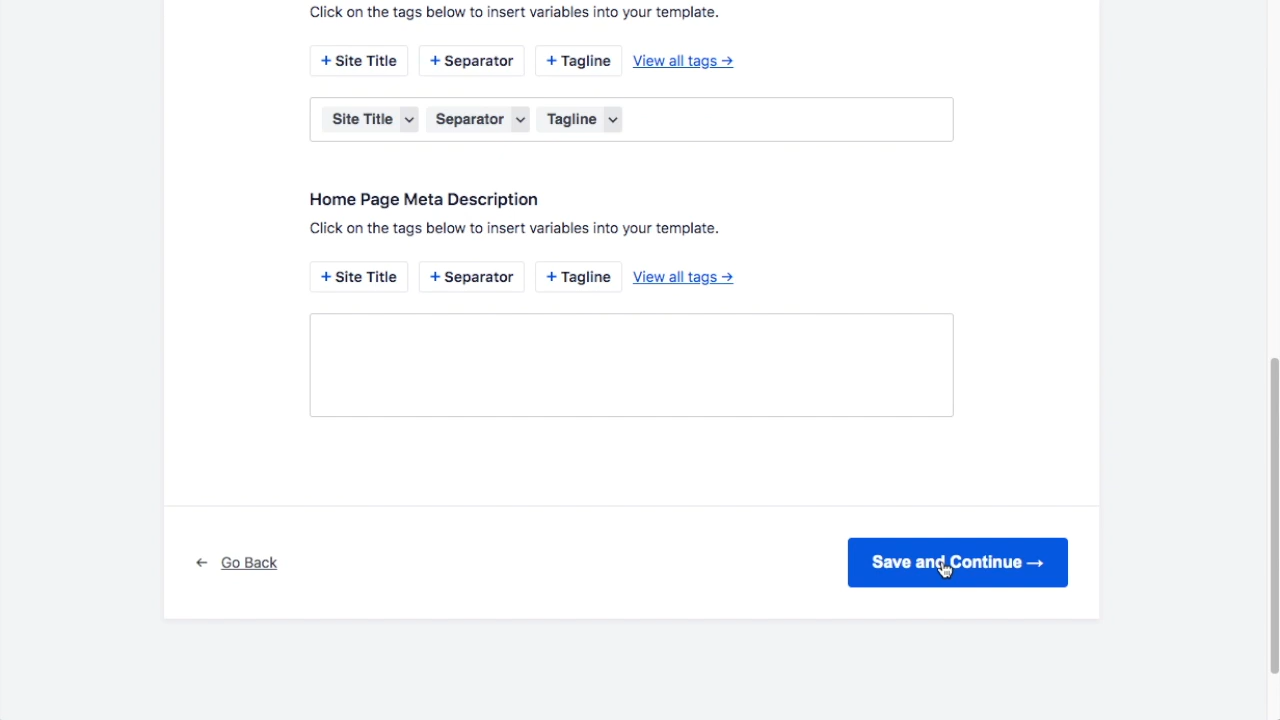 Click on the tags below to insert variables into your template.
+ Site Title + Separator + Tagline View all tags →
Site Title Separator Tagline
Home Page Meta Description
Click on the tags below to insert variables into your template.
+ Site Title + Separator + Tagline View all tags →
← Go Back Save and Continue →